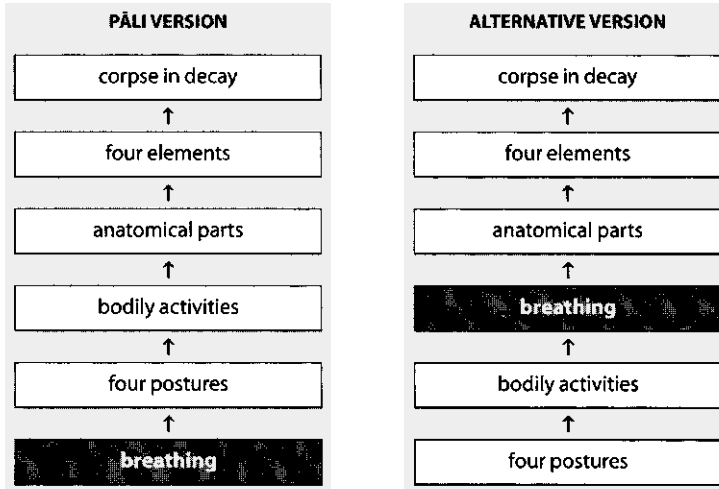 PĀLI VERSION
corpse in decay
↑
four elements
↑
anatomical parts
↑
bodily activities
↑
four postures
↑
breathing
ALTERNATIVE VERSION
corpse in decay
↑
four elements
↑
anatomical parts
↑
breathing
↑
bodily activities
↑
four postures